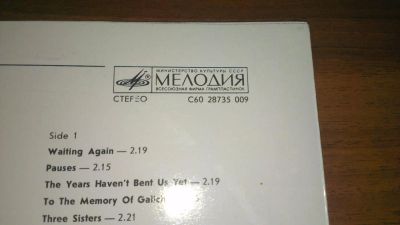 МИНИСТЕРСТВО КУЛЬТУРЫ СССР
МЕЛОДИЯ
ВСЕСОЮЗНАЯ ФИРМА ГРАМПЛАСТИНОК
СТЕРЕО С60 28735 009
Side 1
Waiting Again — 2.19
Pauses — 2.15
The Years Haven't Bent Us Yet — 2.19
To The Memory Of Galich
Three Sisters — 2.21